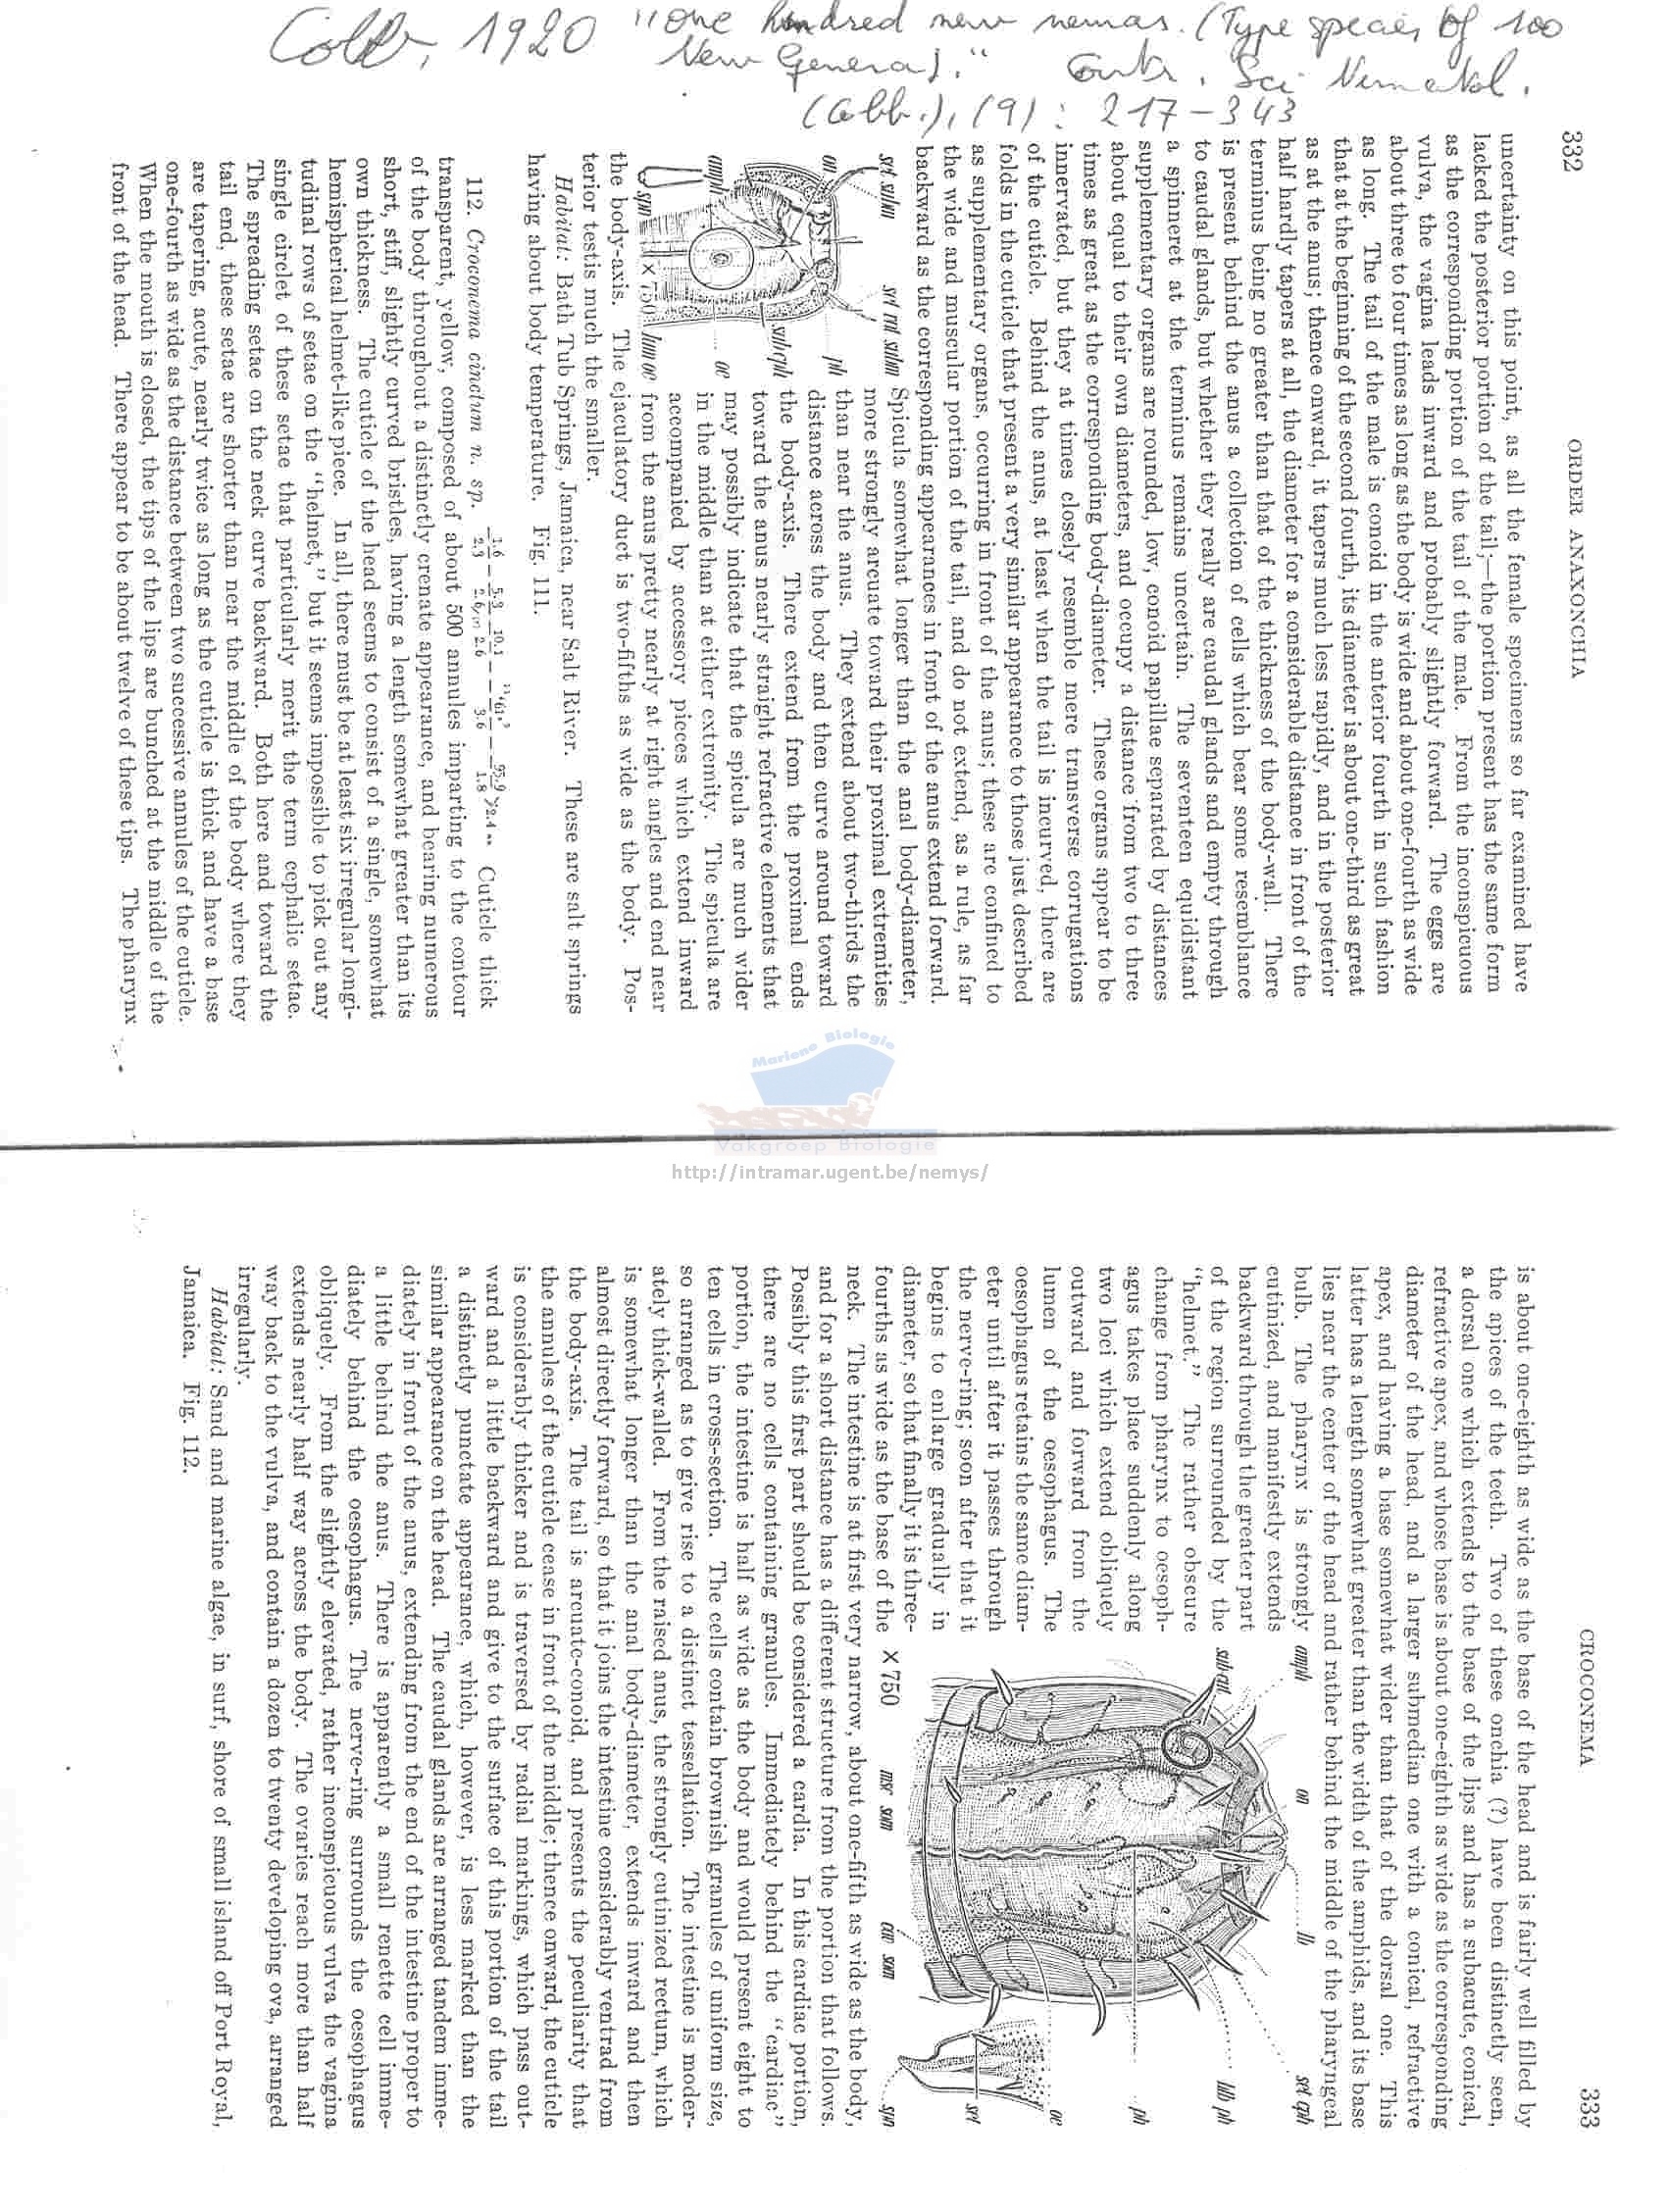 Cobb, 1920 "One hundred new nemas. (Type species of 100
New Genera)." Contr. Sci Nematol.
(Cobb.), (9): 217-343
332 ORDER ANAXONCHIA
uncertainty on this point, as all the female specimens so far examined have
lacked the posterior portion of the tail,—the portion present has the same form
as the corresponding portion of the tail of the male. From the inconspicuous
vulva, the vagina leads inward and probably slightly forward. The eggs are
about three to four times as long as the body is wide and about one-fourth as wide
as long. The tail of the male is conoid in the anterior fourth in such fashion
that at the beginning of the second fourth, its diameter is about one-third as great
as at the anus; thence onward, it tapers much less rapidly, and in the posterior
half hardly tapers at all, the diameter for a considerable distance in front of the
terminus being no greater than that of the thickness of the body-wall. There
is present behind the anus a collection of cells which bear some resemblance
to caudal glands, but whether they really are caudal glands and empty through
a spinneret at the terminus remains uncertain. The seventeen equidistant
supplementary organs are rounded, low, conoid papillae separated by distances
about equal to their own diameters, and occupy a distance from two to three
times as great as the corresponding body-diameter. These organs appear to be
innervated, but they at times closely resemble mere transverse corrugations
of the cuticle. Behind the anus, at least when the tail is incurved, there are
folds in the cuticle that present a very similar appearance to those just described
as supplementary organs, occurring in front of the anus; these are confined to
the wide and muscular portion of the tail, and do not extend, as a rule, as far
backward as the corresponding appearances in front of the anus extend forward.
Spicula somewhat longer than the anal body-diameter,
more strongly arcuate toward their proximal extremities
than near the anus. They extend about two-thirds the
distance across the body and then curve around toward
the body-axis. There extend from the proximal ends
toward the anus nearly straight refractive elements that
may possibly indicate that the spicula are much wider
in the middle than at either extremity. The spicula are
accompanied by accessory pieces which extend inward
from the anus pretty nearly at right angles and end near
the body-axis. The ejaculatory duct is two-fifths as wide as the body. Pos-
terior testis much the smaller.
set subm
set rot subm
on
ph
sub cph
amph
oe
spn
X 750
lum oe
Habitat: Bath Tub Springs, Jamaica, near Salt River. These are salt springs
having about body temperature. Fig. 111.
112. Croconema cinctum n. sp. Cuticle thick
transparent, yellow, composed of about 500 annules imparting to the contour
of the body throughout a distinctly crenate appearance, and bearing numerous
short, stiff, slightly curved bristles, having a length somewhat greater than its
own thickness. The cuticle of the head seems to consist of a single, somewhat
hemispherical helmet-like piece. In all, there must be at least six irregular longi-
tudinal rows of setae on the "helmet," but it seems impossible to pick out any
single circlet of these setae that particularly merit the term cephalic setae.
The spreading setae on the neck curve backward. Both here and toward the
tail end, these setae are shorter than near the middle of the body where they
are tapering, acute, nearly twice as long as the cuticle is thick and have a base
one-fourth as wide as the distance between two successive annules of the cuticle.
When the mouth is closed, the tips of the lips are bunched at the middle of the
front of the head. There appear to be about twelve of these tips. The pharynx
Mariene Biologie
Vakgroep Biologie
http://intramar.ugent.be/nemys/
CROCONEMA 333
is about one-eighth as wide as the base of the head and is fairly well filled by
the apices of the teeth. Two of these onchia (?) have been distinctly seen,
a dorsal one which extends to the base of the lips and has a subacute, conical,
refractive apex, and whose base is about one-eighth as wide as the corresponding
diameter of the head, and a larger submedian one with a conical, refractive
apex, and having a base somewhat wider than that of the dorsal one. This
latter has a length somewhat greater than the width of the amphids, and its base
lies near the center of the head and rather behind the middle of the pharyngeal
bulb. The pharynx is strongly
cutinized, and manifestly extends
backward through the greater part
of the region surrounded by the
"helmet." The rather obscure
change from pharynx to oesoph-
agus takes place suddenly along
two loci which extend obliquely
outward and forward from the
lumen of the oesophagus. The
oesophagus retains the same diam-
eter until after it passes through
the nerve-ring; soon after that it
begins to enlarge gradually in
diameter, so that finally it is three-
fourths as wide as the base of the
neck. The intestine is at first very narrow, about one-fifth as wide as the body,
and for a short distance has a different structure from the portion that follows.
Possibly this first part should be considered a cardia. In this cardiac portion,
there are no cells containing granules. Immediately behind the "cardiac"
portion, the intestine is half as wide as the body and would present eight to
ten cells in cross-section. The cells contain brownish granules of uniform size,
so arranged as to give rise to a distinct tessellation. The intestine is moder-
ately thick-walled. From the raised anus, the strongly cutinized rectum, which
is somewhat longer than the anal body-diameter, extends inward and then
almost directly forward, so that it joins the intestine considerably ventrad from
the body-axis. The tail is arcuate-conoid, and presents the peculiarity that
the annules of the cuticle cease in front of the middle; thence onward, the cuticle
is considerably thicker and is traversed by radial markings, which pass out-
ward and a little backward and give to the surface of this portion of the tail
a distinctly punctate appearance, which, however, is less marked than the
similar appearance on the head. The caudal glands are arranged tandem imme-
diately in front of the anus, extending from the end of the intestine proper to
a little behind the anus. There is apparently a small renette cell imme-
diately behind the oesophagus. The nerve-ring surrounds the oesophagus
obliquely. From the slightly elevated, rather inconspicuous vulva the vagina
extends nearly half way across the body. The ovaries reach more than half
way back to the vulva, and contain a dozen to twenty developing ova, arranged
irregularly.
amph
on
lb
set cph
sub cut
blb ph
ph
oe
set
X 750
msr som
spn
Habitat: Sand and marine algae, in surf, shore of small island off Port Royal,
Jamaica. Fig. 112.